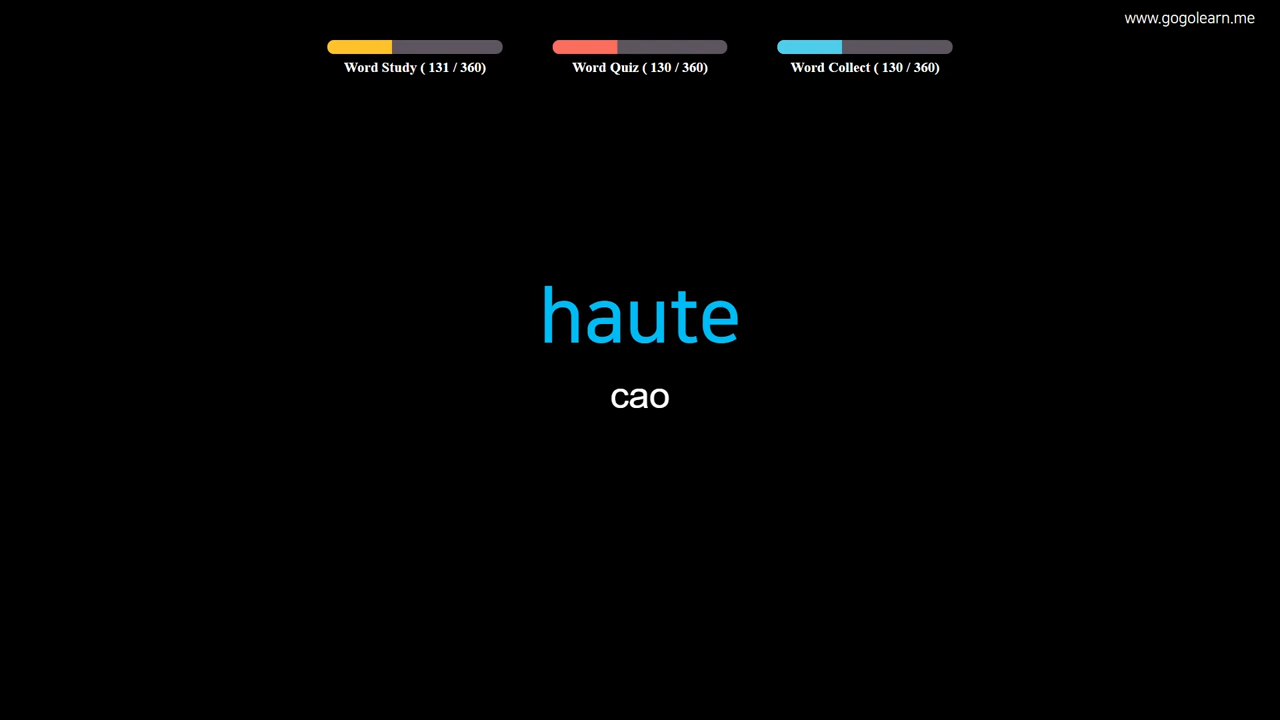 www.gogolearn.me
Word Study ( 131 / 360)
Word Quiz ( 130 / 360)
Word Collect ( 130 / 360)
haute
cao